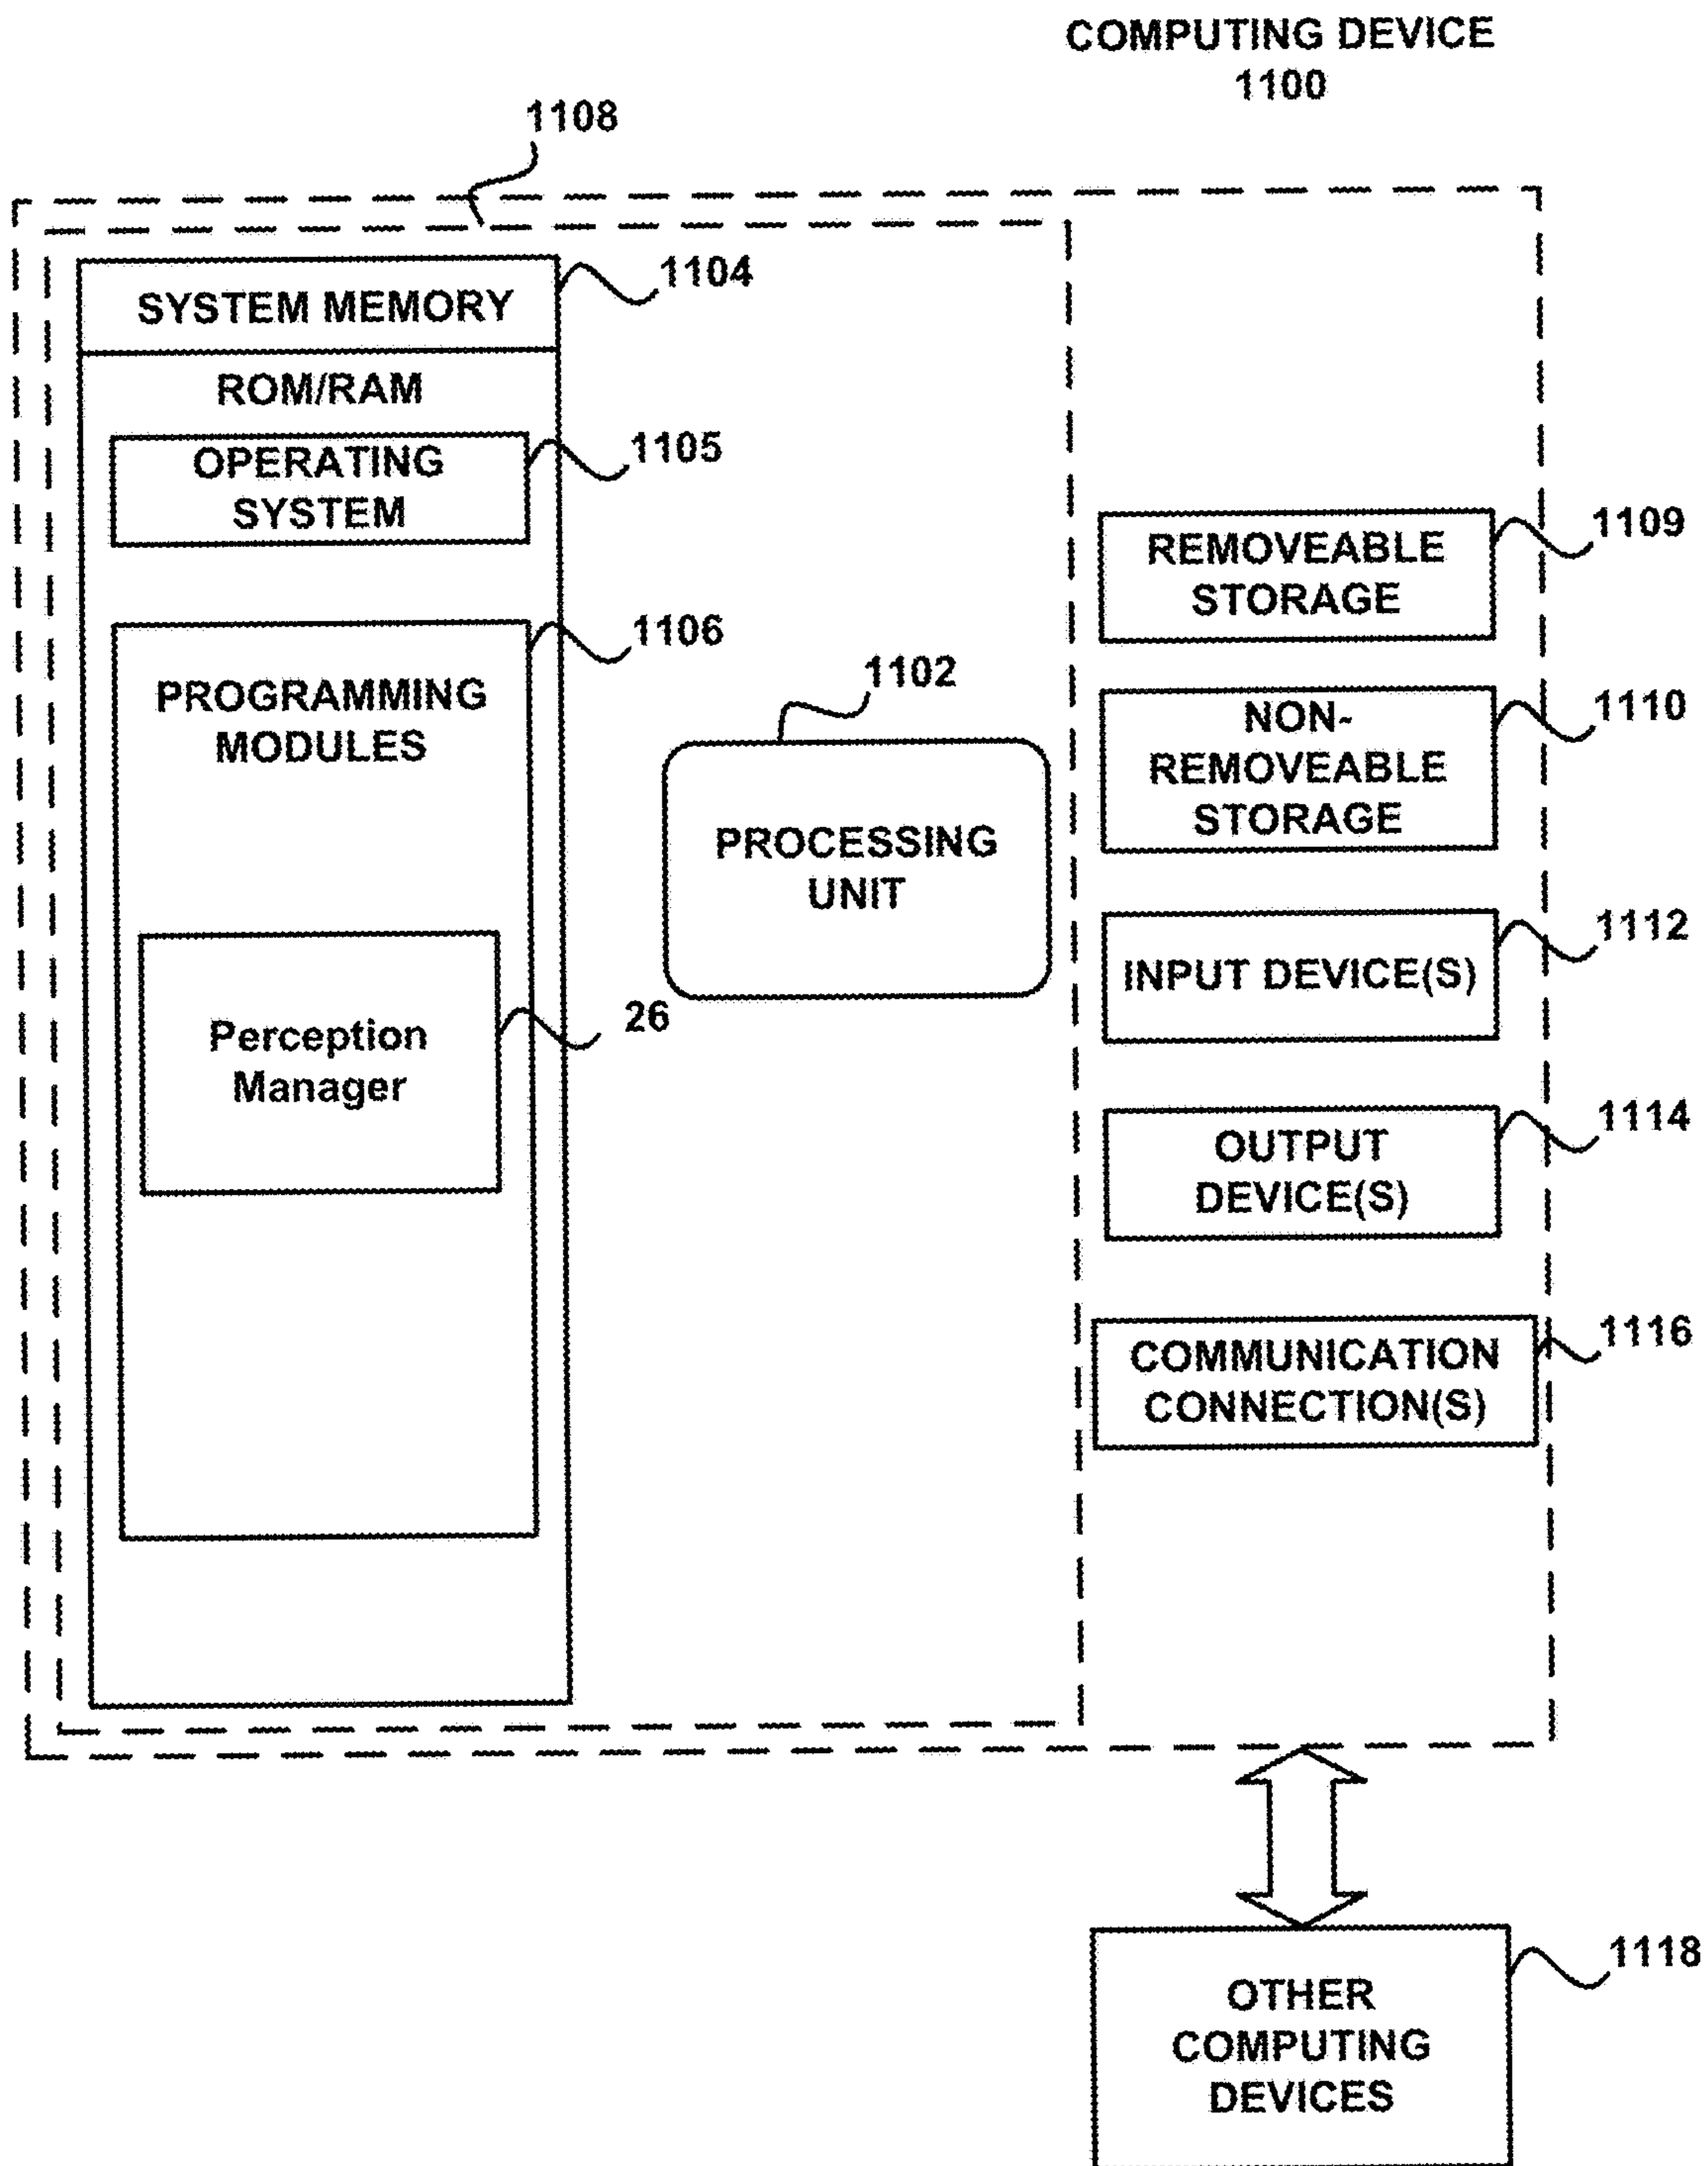 COMPUTING DEVICE
1100
1108
1104
SYSTEM MEMORY
ROM/RAM
1105
OPERATING
SYSTEM
1106
PROGRAMMING
MODULES
26
Perception
Manager
1102
PROCESSING
UNIT
1109
REMOVEABLE
STORAGE
1110
NON-
REMOVEABLE
STORAGE
1112
INPUT DEVICE(S)
1114
OUTPUT
DEVICE(S)
1116
COMMUNICATION
CONNECTION(S)
1118
OTHER
COMPUTING
DEVICES